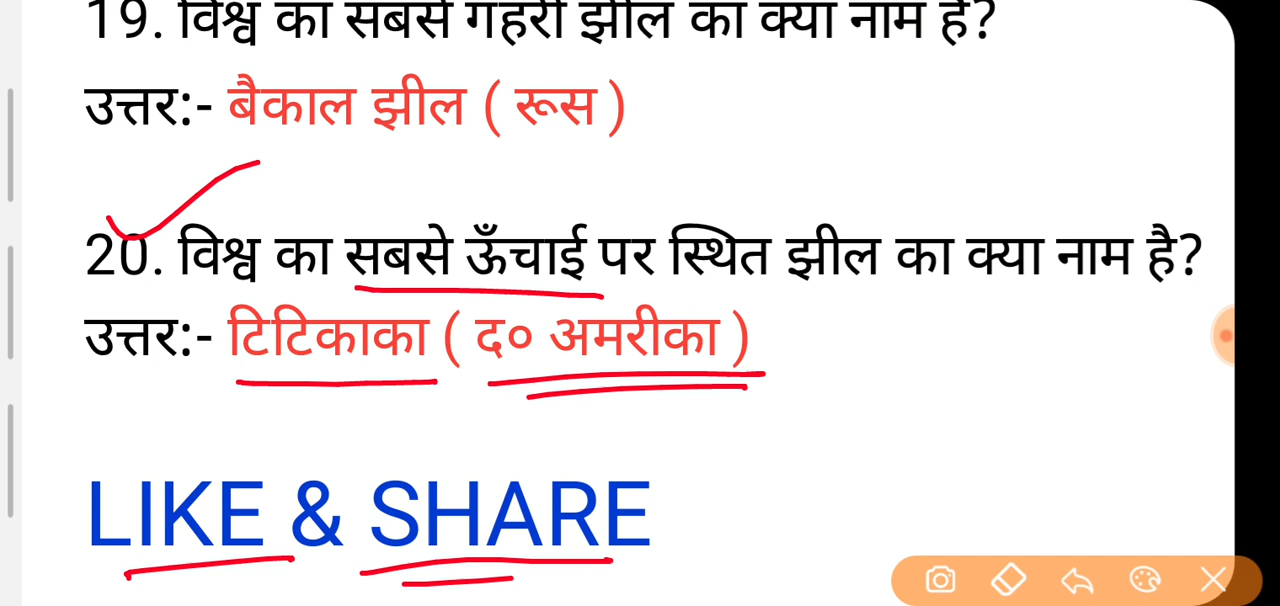 19. विश्व का सबसे गहरी झील का क्या नाम है?
उत्तर:- बैकाल झील ( रूस )
20. विश्व का सबसे ऊँचाई पर स्थित झील का क्या नाम है?
उत्तर:- टिटिकाका ( द० अमरीका )
LIKE & SHARE